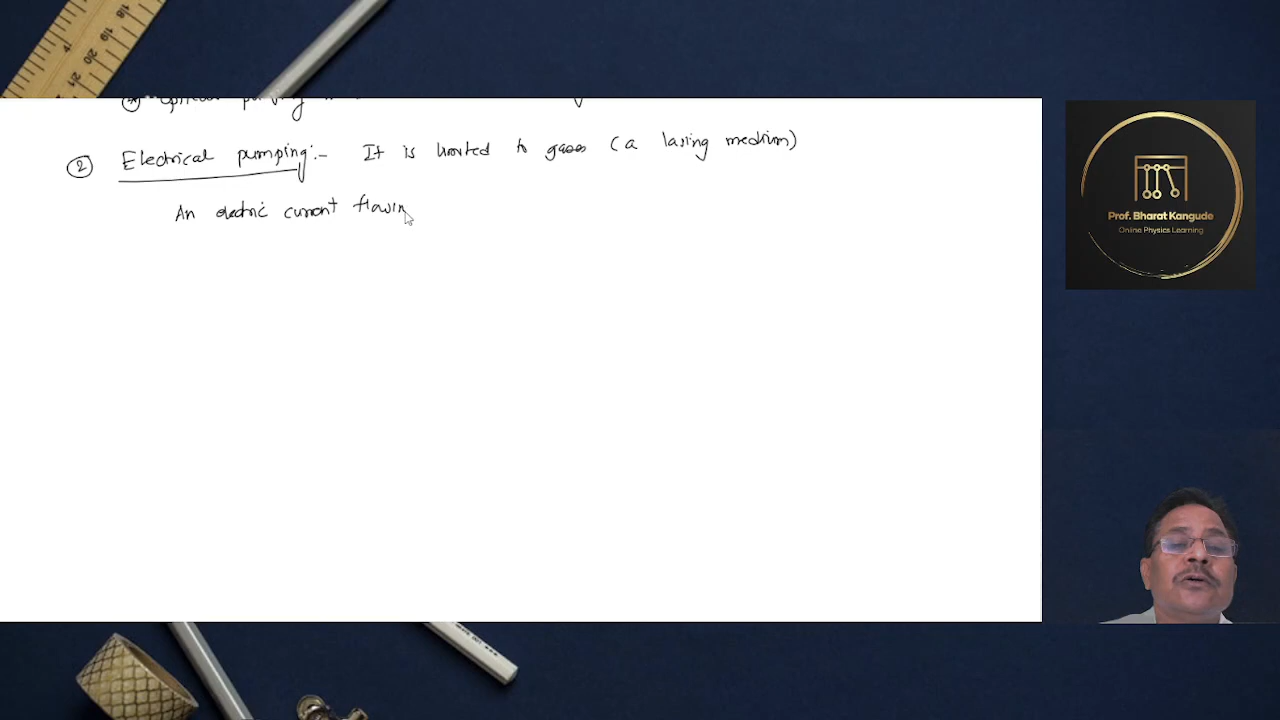 ② Electrical pumping:- It is limited to gases (a lasing medium)
An electric current flowin
Prof. Bharat Kangude
Online Physics Learning